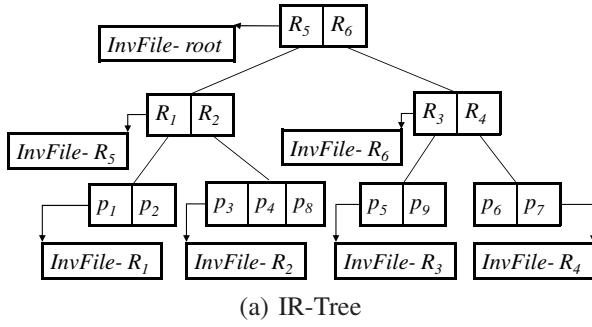 R5 R6
InvFile- root
R1 R2
R3 R4
InvFile- R5
InvFile- R6
p1 p2
p3 p4 p8
p5 p9
p6 p7
InvFile- R1
InvFile- R2
InvFile- R3
InvFile- R4
(a) IR-Tree